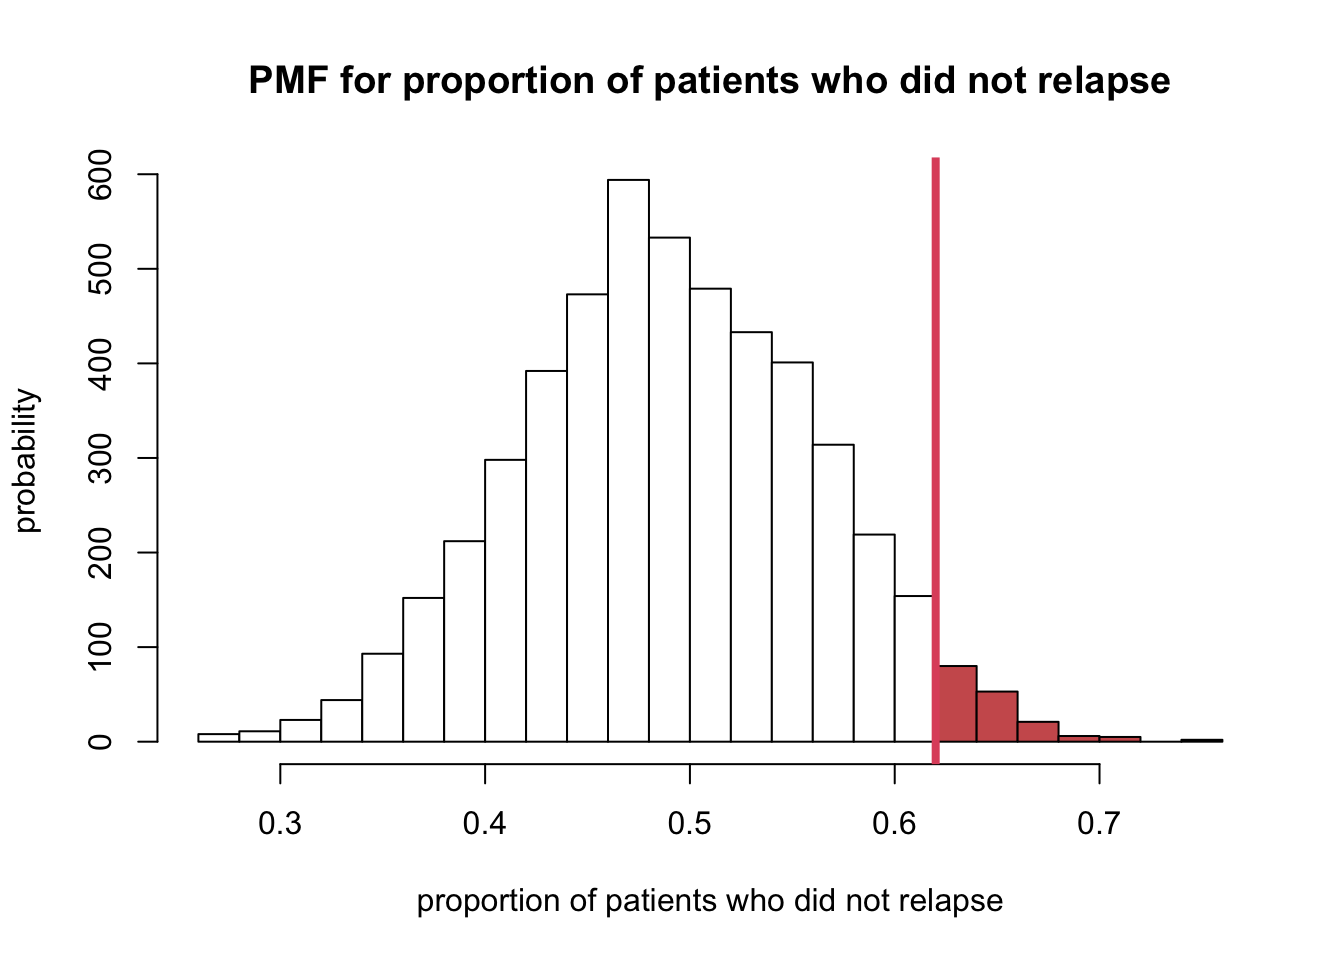 PMF for proportion of patients who did not relapse
probability
600
500
400
300
200
100
0
0.3 0.4 0.5 0.6 0.7
proportion of patients who did not relapse